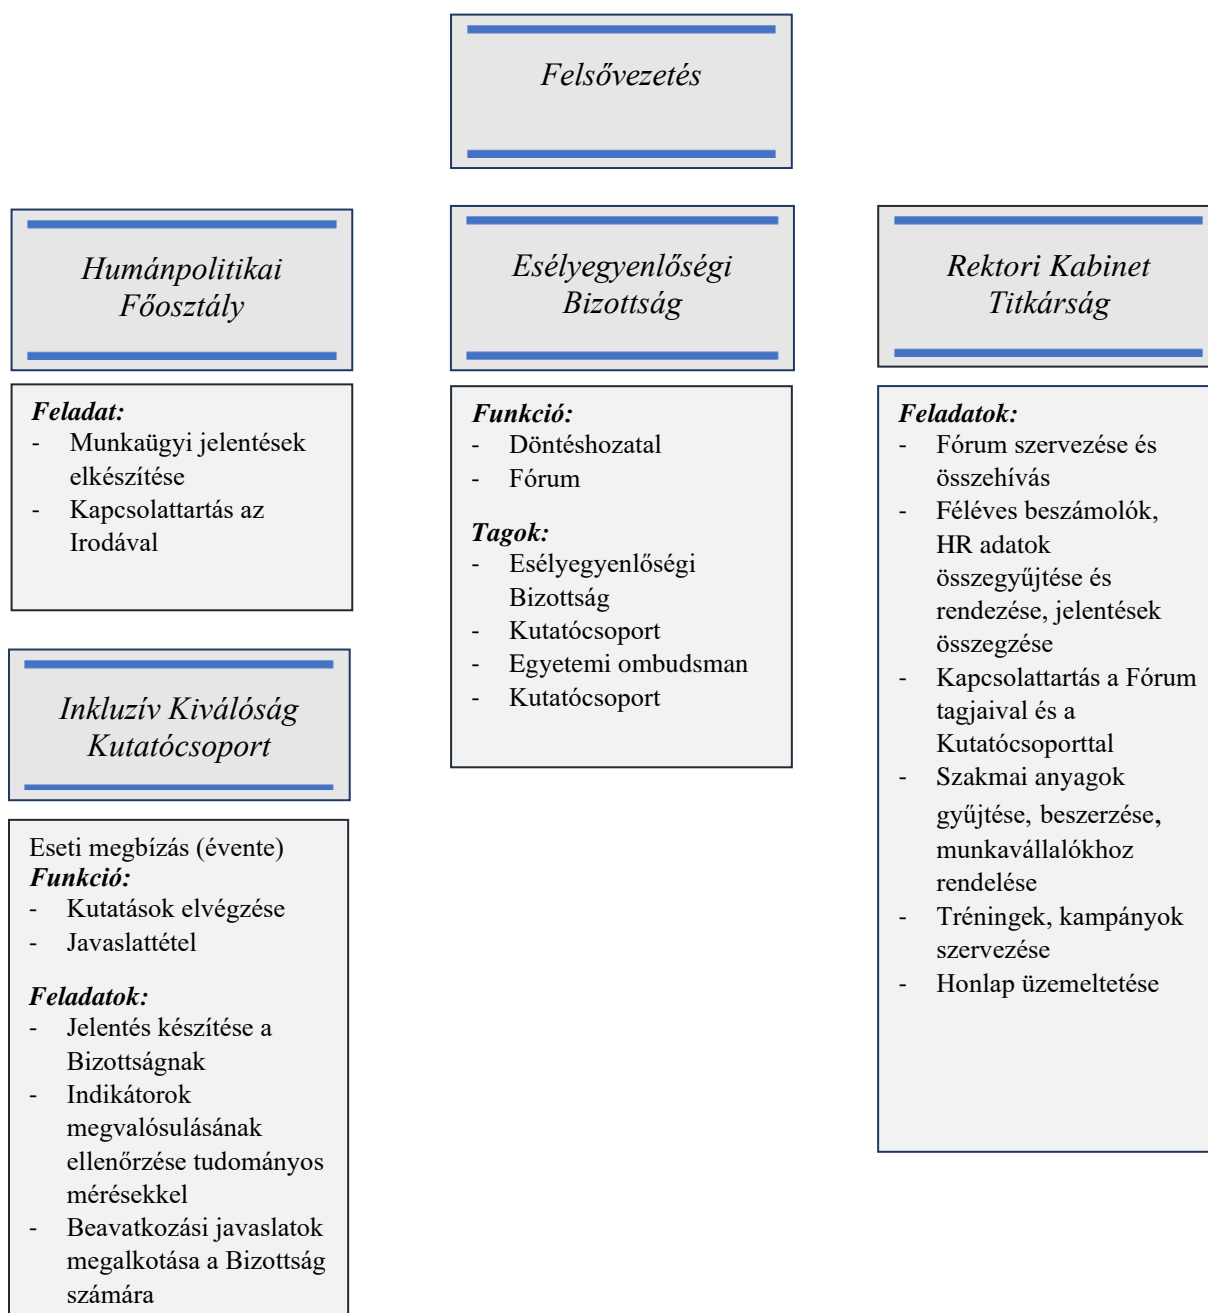 Felsővezetés
Humánpolitikai
Főosztály
Feladat:
- Munkaügyi jelentések
elkészítése
- Kapcsolattartás az
Irodával
Inkluzív Kiválóság
Kutatócsoport
Eseti megbízás (évente)
Funkció:
- Kutatások elvégzése
- Javaslattétel
Feladatok:
- Jelentés készítése a
Bizottságnak
- Indikátorok
megvalósulásának
ellenőrzése tudományos
mérésekkel
- Beavatkozási javaslatok
megalkotása a Bizottság
számára
Esélyegyenlőségi
Bizottság
Funkció:
- Döntéshozatal
- Fórum
Tagok:
- Esélyegyenlőségi
Bizottság
- Kutatócsoport
- Egyetemi ombudsman
- Kutatócsoport
Rektori Kabinet
Titkárság
Feladatok:
- Fórum szervezése és
összehívás
- Féléves beszámolók,
HR adatok
összegyűjtése és
rendezése, jelentések
összegzése
- Kapcsolattartás a Fórum
tagjaival és a
Kutatócsoporttal
- Szakmai anyagok
gyűjtése, beszerzése,
munkavállalókhoz
rendelése
- Tréningek, kampányok
szervezése
- Honlap üzemeltetése